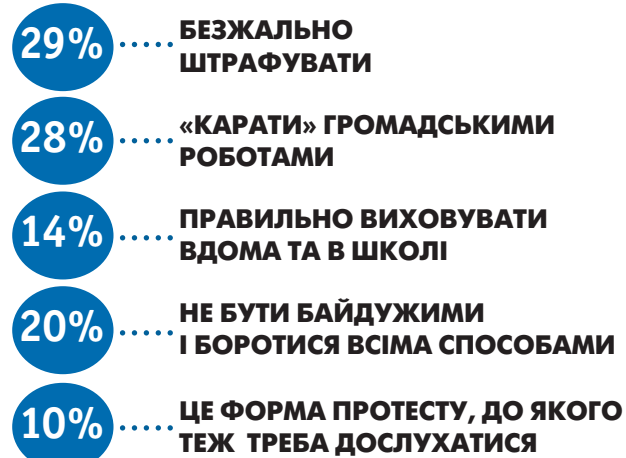 29%
БЕЗЖАЛЬНО
ШТРАФУВАТИ
28%
«КАРАТИ» ГРОМАДСЬКИМИ
РОБОТАМИ
14%
ПРАВИЛЬНО ВИХОВУВАТИ
ВДОМА ТА В ШКОЛІ
20%
НЕ БУТИ БАЙДУЖИМИ
І БОРОТИСЯ ВСІМА СПОСОБАМИ
10%
ЦЕ ФОРМА ПРОТЕСТУ, ДО ЯКОГО
ТЕЖ ТРЕБА ДОСЛУХАТИСЯ